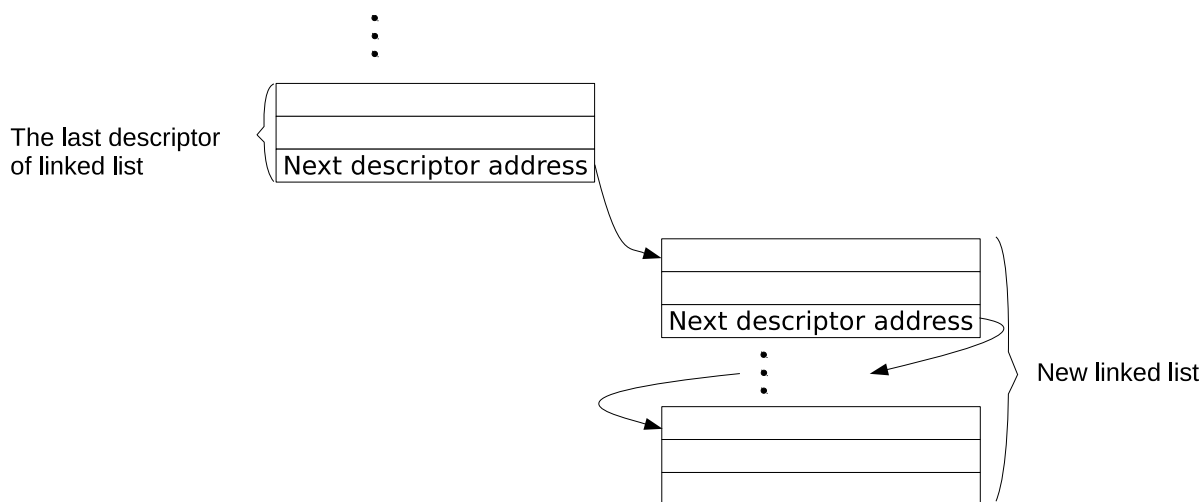 The last descriptor
of linked list
Next descriptor address
Next descriptor address
New linked list